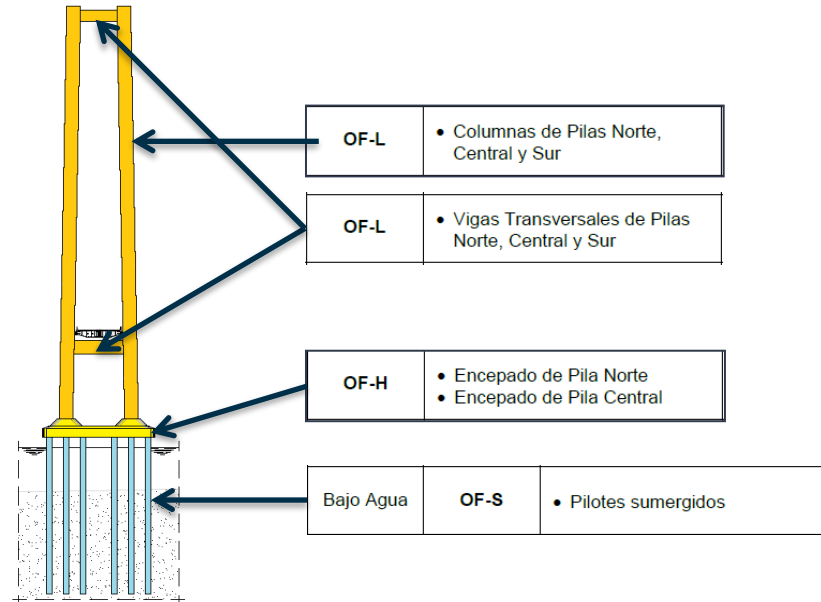 OF-L
• Columnas de Pilas Norte,
Central y Sur
OF-L
• Vigas Transversales de Pilas
Norte, Central y Sur
OF-H
• Encepado de Pila Norte
• Encepado de Pila Central
Bajo Agua
OF-S
• Pilotes sumergidos